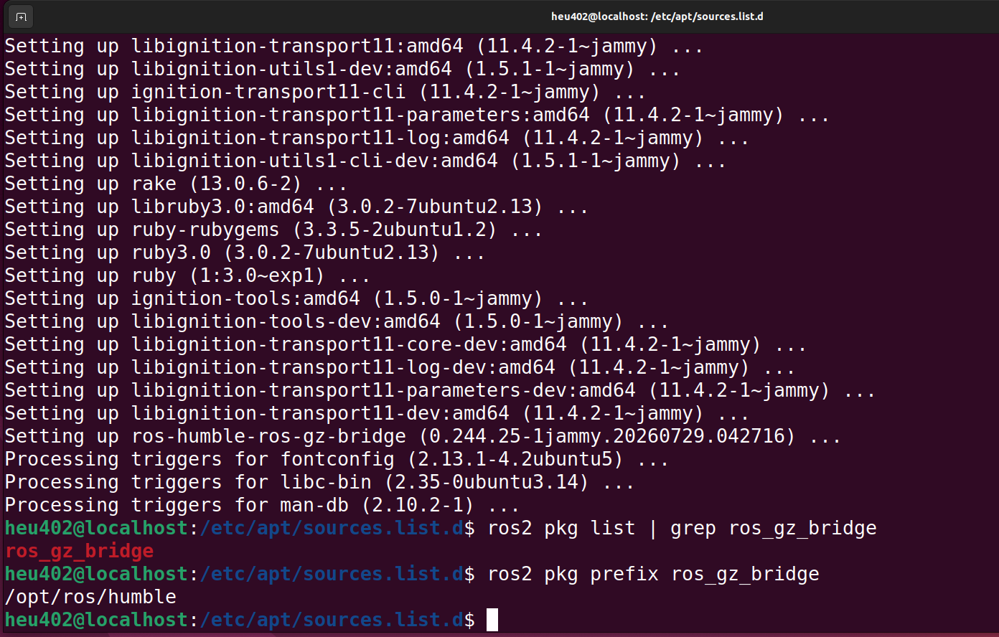 heu402@localhost: /etc/apt/sources.list.d
Setting up libignition-transport11:amd64 (11.4.2-1~jammy) ...
Setting up libignition-utils1-dev:amd64 (1.5.1-1~jammy) ...
Setting up ignition-transport11-cli (11.4.2-1~jammy) ...
Setting up libignition-transport11-parameters:amd64 (11.4.2-1~jammy) ...
Setting up libignition-transport11-log:amd64 (11.4.2-1~jammy) ...
Setting up libignition-utils1-cli-dev:amd64 (1.5.1-1~jammy) ...
Setting up rake (13.0.6-2) ...
Setting up libruby3.0:amd64 (3.0.2-7ubuntu2.13) ...
Setting up ruby-rubygems (3.3.5-2ubuntu1.2) ...
Setting up ruby3.0 (3.0.2-7ubuntu2.13) ...
Setting up ruby (1:3.0~exp1) ...
Setting up ignition-tools:amd64 (1.5.0-1~jammy) ...
Setting up libignition-tools-dev:amd64 (1.5.0-1~jammy) ...
Setting up libignition-transport11-core-dev:amd64 (11.4.2-1~jammy) ...
Setting up libignition-transport11-log-dev:amd64 (11.4.2-1~jammy) ...
Setting up libignition-transport11-parameters-dev:amd64 (11.4.2-1~jammy) ...
Setting up libignition-transport11-dev:amd64 (11.4.2-1~jammy) ...
Setting up ros-humble-ros-gz-bridge (0.244.25-1jammy.20260729.042716) ...
Processing triggers for fontconfig (2.13.1-4.2ubuntu5) ...
Processing triggers for libc-bin (2.35-0ubuntu3.14) ...
Processing triggers for man-db (2.10.2-1) ...
heu402@localhost:/etc/apt/sources.list.d$ ros2 pkg list | grep ros_gz_bridge
ros_gz_bridge
heu402@localhost:/etc/apt/sources.list.d$ ros2 pkg prefix ros_gz_bridge
/opt/ros/humble
heu402@localhost:/etc/apt/sources.list.d$